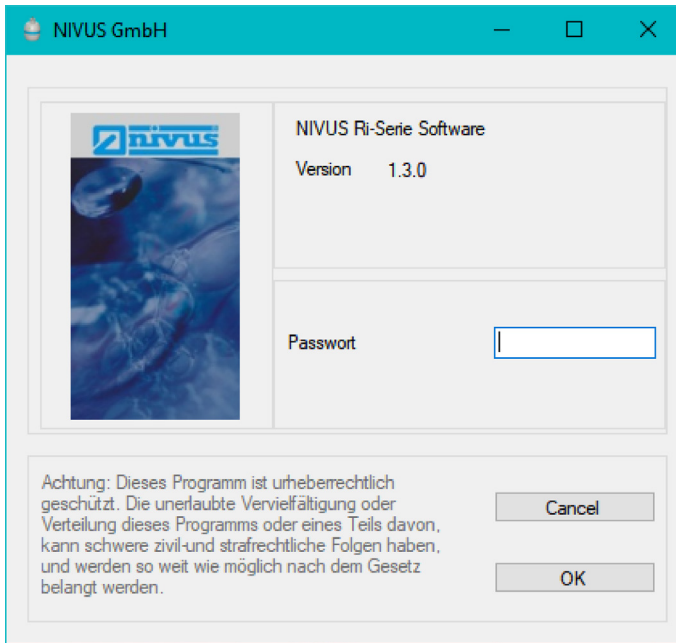 NIVUS GmbH
nivus
NIVUS Ri-Serie Software
Version 1.3.0
Passwort
Achtung: Dieses Programm ist urheberrechtlich
geschützt. Die unerlaubte Vervielfältigung oder
Verteilung dieses Programms oder eines Teils davon,
kann schwere zivil-und strafrechtliche Folgen haben,
und werden so weit wie möglich nach dem Gesetz
belangt werden.
Cancel
OK